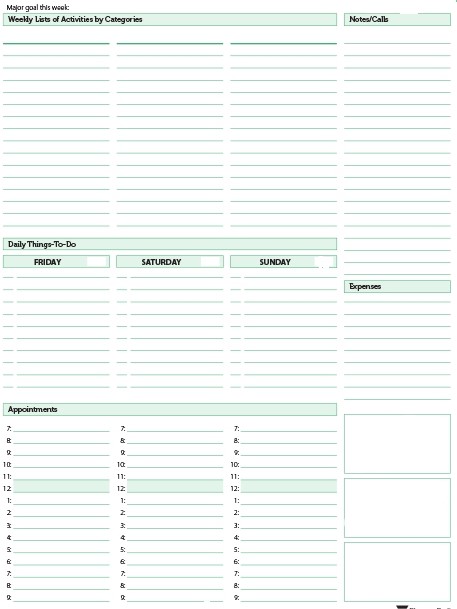 Major goal this week:
Weekly Lists of Activities by Categories
Notes/Calls
Daily Things-To-Do
FRIDAY SATURDAY SUNDAY
Expenses
Appointments
7: 7: 7:
8: 8: 8:
9: 9: 9:
10: 10: 10:
11: 11: 11:
12: 12: 12:
1: 1: 1:
2: 2: 2:
3: 3: 3:
4: 4: 4:
5: 5: 5:
6: 6: 6:
7: 7: 7:
8: 8: 8:
9: 9: 9: